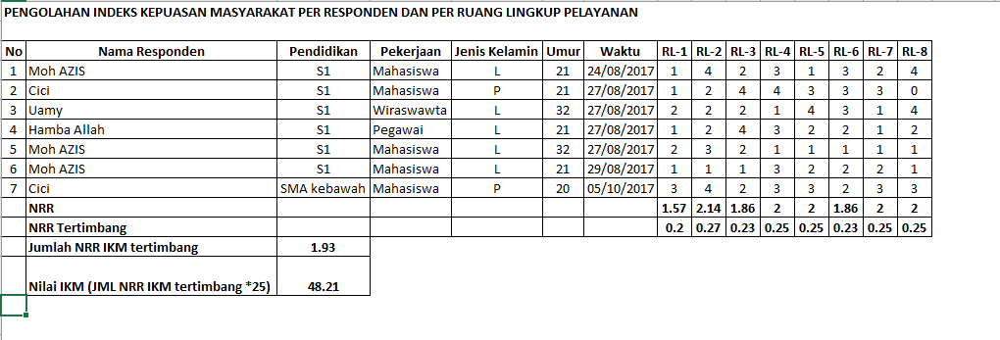 PENGOLAHAN INDEKS KEPUASAN MASYARAKAT PER RESPONDEN DAN PER RUANG LINGKUP PELAYANAN
No Nama Responden Pendidikan Pekerjaan Jenis Kelamin Umur Waktu RL-1 RL-2 RL-3 RL-4 RL-5 RL-6 RL-7 RL-8
1 Moh AZIS S1 Mahasiswa L 21 24/08/2017 1 4 2 3 1 3 2 4
2 Cici S1 Mahasiswa P 21 27/08/2017 1 2 4 4 3 3 3 0
3 Uamy S1 Wiraswawta L 32 27/08/2017 2 2 2 1 4 3 1 4
4 Hamba Allah S1 Pegawai L 21 27/08/2017 1 2 4 3 2 2 1 2
5 Moh AZIS S1 Mahasiswa L 32 27/08/2017 2 3 2 1 1 1 1 1
6 Moh AZIS S1 Mahasiswa L 21 29/08/2017 1 1 1 3 2 2 2 1
7 Cici SMA kebawah Mahasiswa P 20 05/10/2017 3 4 2 3 3 2 3 3
NRR 1.57 2.14 1.86 2 2 1.86 2 2
NRR Tertimbang 0.2 0.27 0.23 0.25 0.25 0.23 0.25 0.25
Jumlah NRR IKM tertimbang 1.93
Nilai IKM (JML NRR IKM tertimbang *25) 48.21